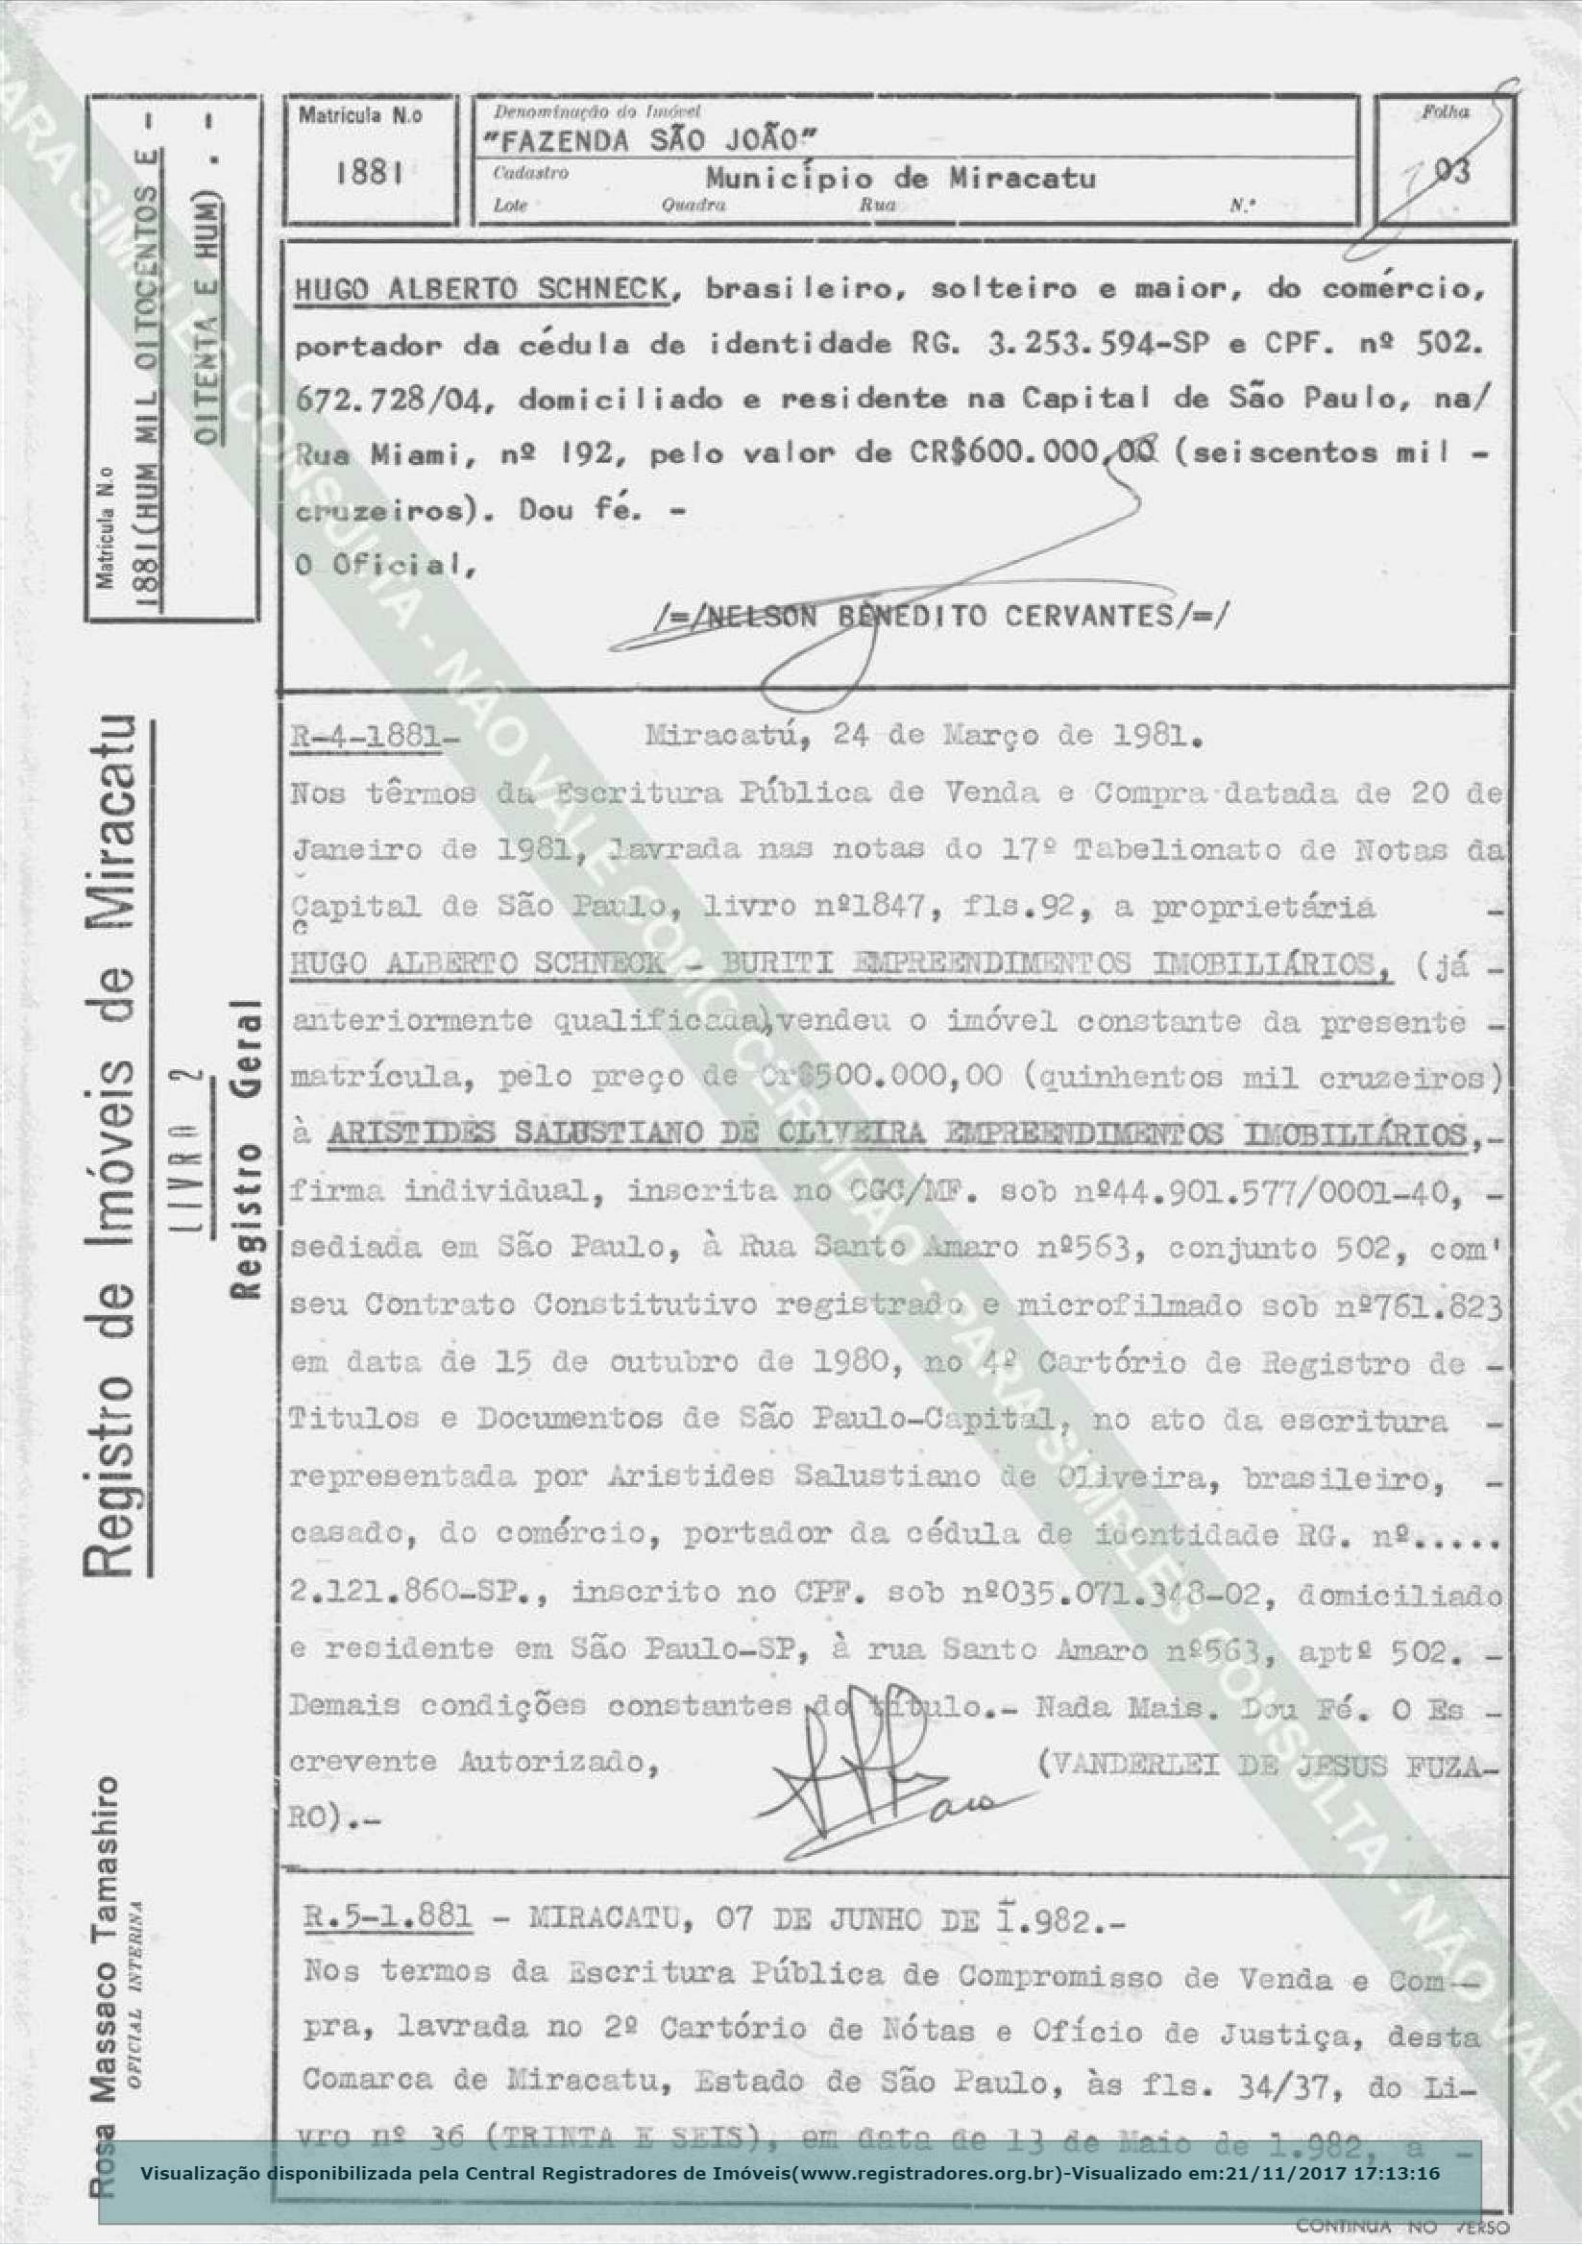 Matrícula N.o
1881
Denominação do Imóvel
"FAZENDA SÃO JOÃO"
Cadastro
Município de Miracatu
Lote Quadra Rua N.º
Folha
03
Matrícula N.o
1881(HUM MIL OITOCENTOS E -
OITENTA E HUM) . -
HUGO ALBERTO SCHNECK, brasileiro, solteiro e maior, do comércio,
portador da cédula de identidade RG. 3.253.594-SP e CPF. nº 502.
672.728/04, domiciliado e residente na Capital de São Paulo, na/
Rua Miami, nº 192, pelo valor de CR$600.000,00 (seiscentos mil -
cruzeiros). Dou fé. -
O Oficial,
/=/NELSON BENEDITO CERVANTES/=/
Registro de Imóveis de Miracatu
LIVRO 2
Registro Geral
Rosa Massaco Tamashiro
OFICIAL INTERINA
R-4-1881- Miracatú, 24 de Março de 1981.
Nos têrmos da Escritura Pública de Venda e Compra datada de 20 de
Janeiro de 1981, lavrada nas notas do 17º Tabelionato de Notas da
Capital de São Paulo, livro nº1847, fls.92, a proprietária -
HUGO ALBERTO SCHNECK - BURITI EMPREENDIMENTOS IMOBILIÁRIOS, (já -
anteriormente qualificada),vendeu o imóvel constante da presente -
matrícula, pelo preço de Cr$500.000,00 (quinhentos mil cruzeiros)
à ARISTIDES SALUSTIANO DE OLIVEIRA EMPREENDIMENTOS IMOBILIÁRIOS,-
firma individual, inscrita no CGC/MF. sob nº44.901.577/0001-40, -
sediada em São Paulo, à Rua Santo Amaro nº563, conjunto 502, com'
seu Contrato Constitutivo registrado e microfilmado sob nº761.823
em data de 15 de outubro de 1980, no 4º Cartório de Registro de -
Titulos e Documentos de São Paulo-Capital, no ato da escritura -
representada por Aristides Salustiano de Oliveira, brasileiro, -
casado, do comércio, portador da cédula de identidade RG. nº.....
2.121.860-SP., inscrito no CPF. sob nº035.071.348-02, domiciliado
e residente em São Paulo-SP, à rua Santo Amaro nº563, aptº 502. -
Demais condições constantes do título.- Nada Mais. Dou Fé. O Es -
crevente Autorizado, (VANDERLEI DE JESUS FUZA-
RO).-
R.5-1.881 - MIRACATU, 07 DE JUNHO DE 1.982.-
Nos termos da Escritura Pública de Compromisso de Venda e Com-
pra, lavrada no 2º Cartório de Nótas e Ofício de Justiça, desta
Comarca de Miracatu, Estado de São Paulo, às fls. 34/37, do Li-
vro nº 36 (TRINTA E SEIS), em data de 13 de Maio de 1.982, a -
Visualização disponibilizada pela Central Registradores de Imóveis(www.registradores.org.br)-Visualizado em:21/11/2017 17:13:16
CONTINUA NO VERSO
PARA SIMPLES CONSULTA - NÃO VALE COMO CERTIDÃO - PARA SIMPLES CONSULTA - NÃO VALE